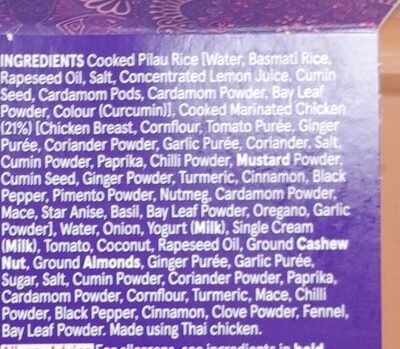 INGREDIENTS Cooked Pilau Rice [Water, Basmati Rice,
Rapeseed Oil, Salt, Concentrated Lemon Juice, Cumin
Seed, Cardamom Pods, Cardamom Powder, Bay Leaf
Powder, Colour (Curcumin)], Cooked Marinated Chicken
(21%) [Chicken Breast, Cornflour, Tomato Purée, Ginger
Purée, Coriander Powder, Garlic Purée, Coriander, Salt,
Cumin Powder, Paprika, Chilli Powder, Mustard Powder,
Cumin Seed, Ginger Powder, Turmeric, Cinnamon, Black
Pepper, Pimento Powder, Nutmeg, Cardamom Powder,
Mace, Star Anise, Basil, Bay Leaf Powder, Oregano, Garlic
Powder], Water, Onion, Yogurt (Milk), Single Cream
(Milk), Tomato, Coconut, Rapeseed Oil, Ground Cashew
Nut, Ground Almonds, Ginger Purée, Garlic Purée,
Sugar, Salt, Cumin Powder, Coriander Powder, Paprika,
Cardamom Powder, Cornflour, Turmeric, Mace, Chilli
Powder, Black Pepper, Cinnamon, Clove Powder, Fennel,
Bay Leaf Powder. Made using Thai chicken.
For allergens, see ingredients in bold